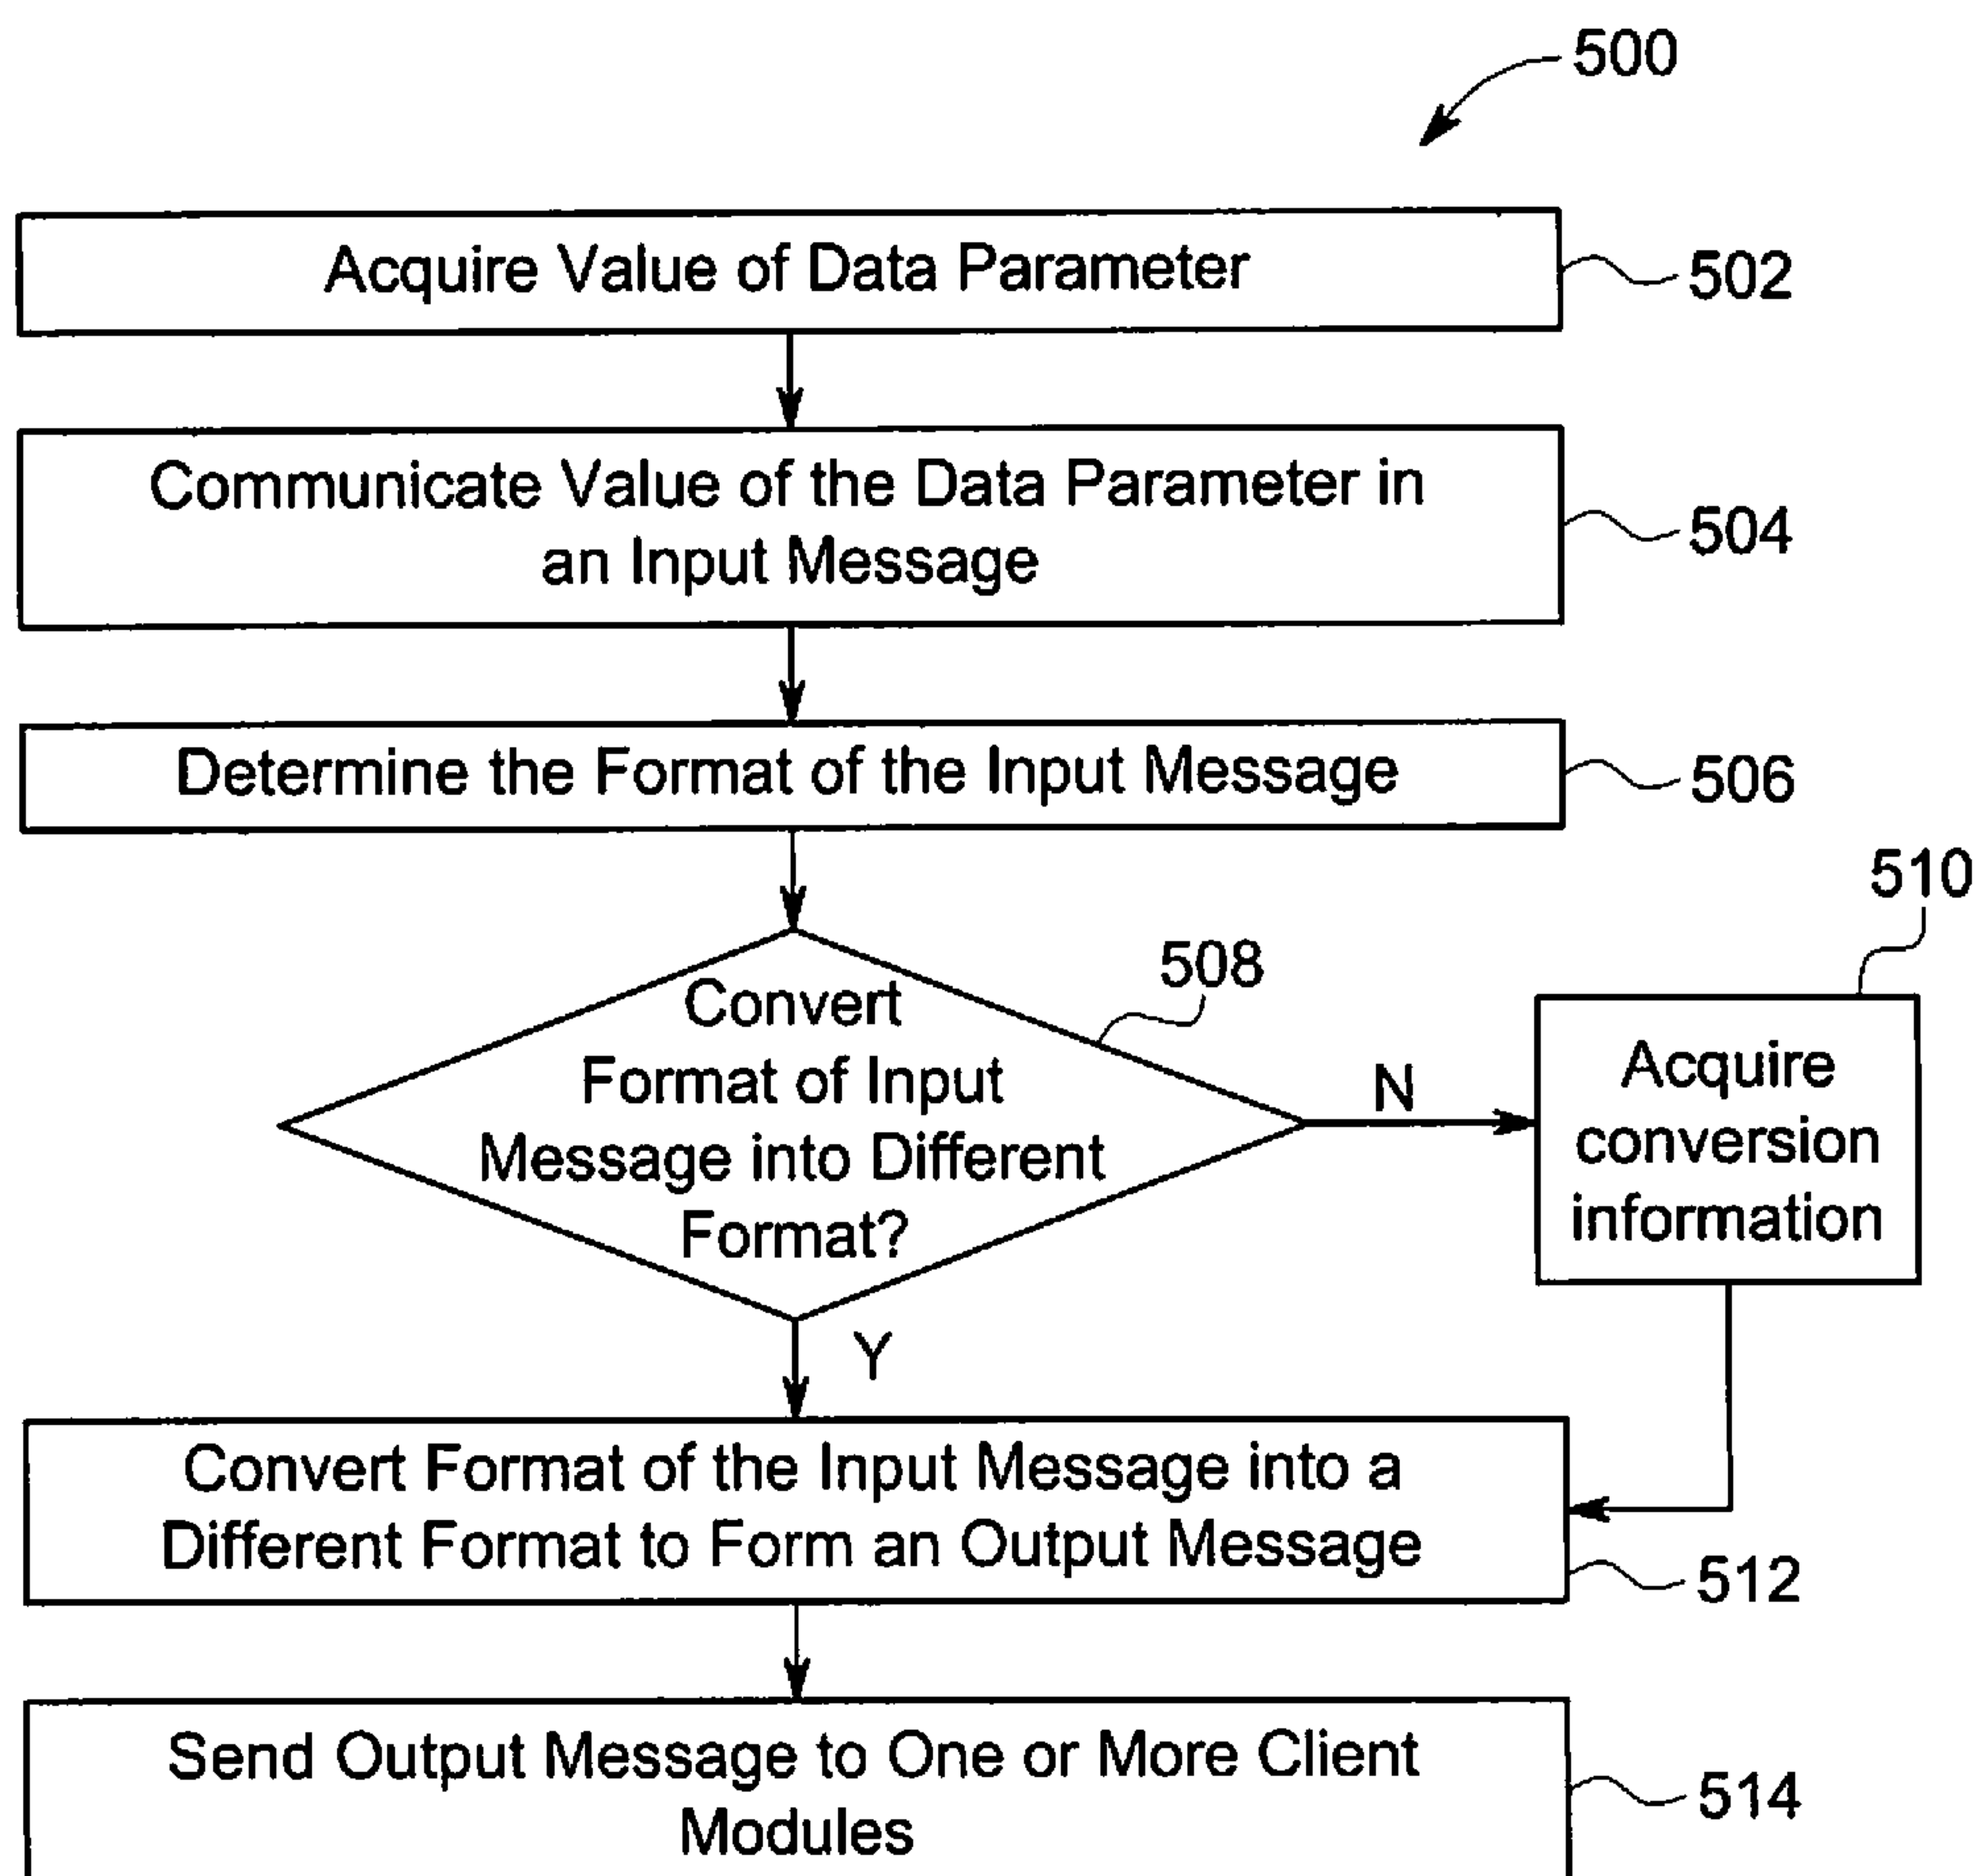 500
Acquire Value of Data Parameter
502
Communicate Value of the Data Parameter in
an Input Message
504
Determine the Format of the Input Message
506
Convert
Format of Input
Message into Different
Format?
508
N
510
Acquire
conversion
information
Y
Convert Format of the Input Message into a
Different Format to Form an Output Message
512
Send Output Message to One or More Client
Modules
514